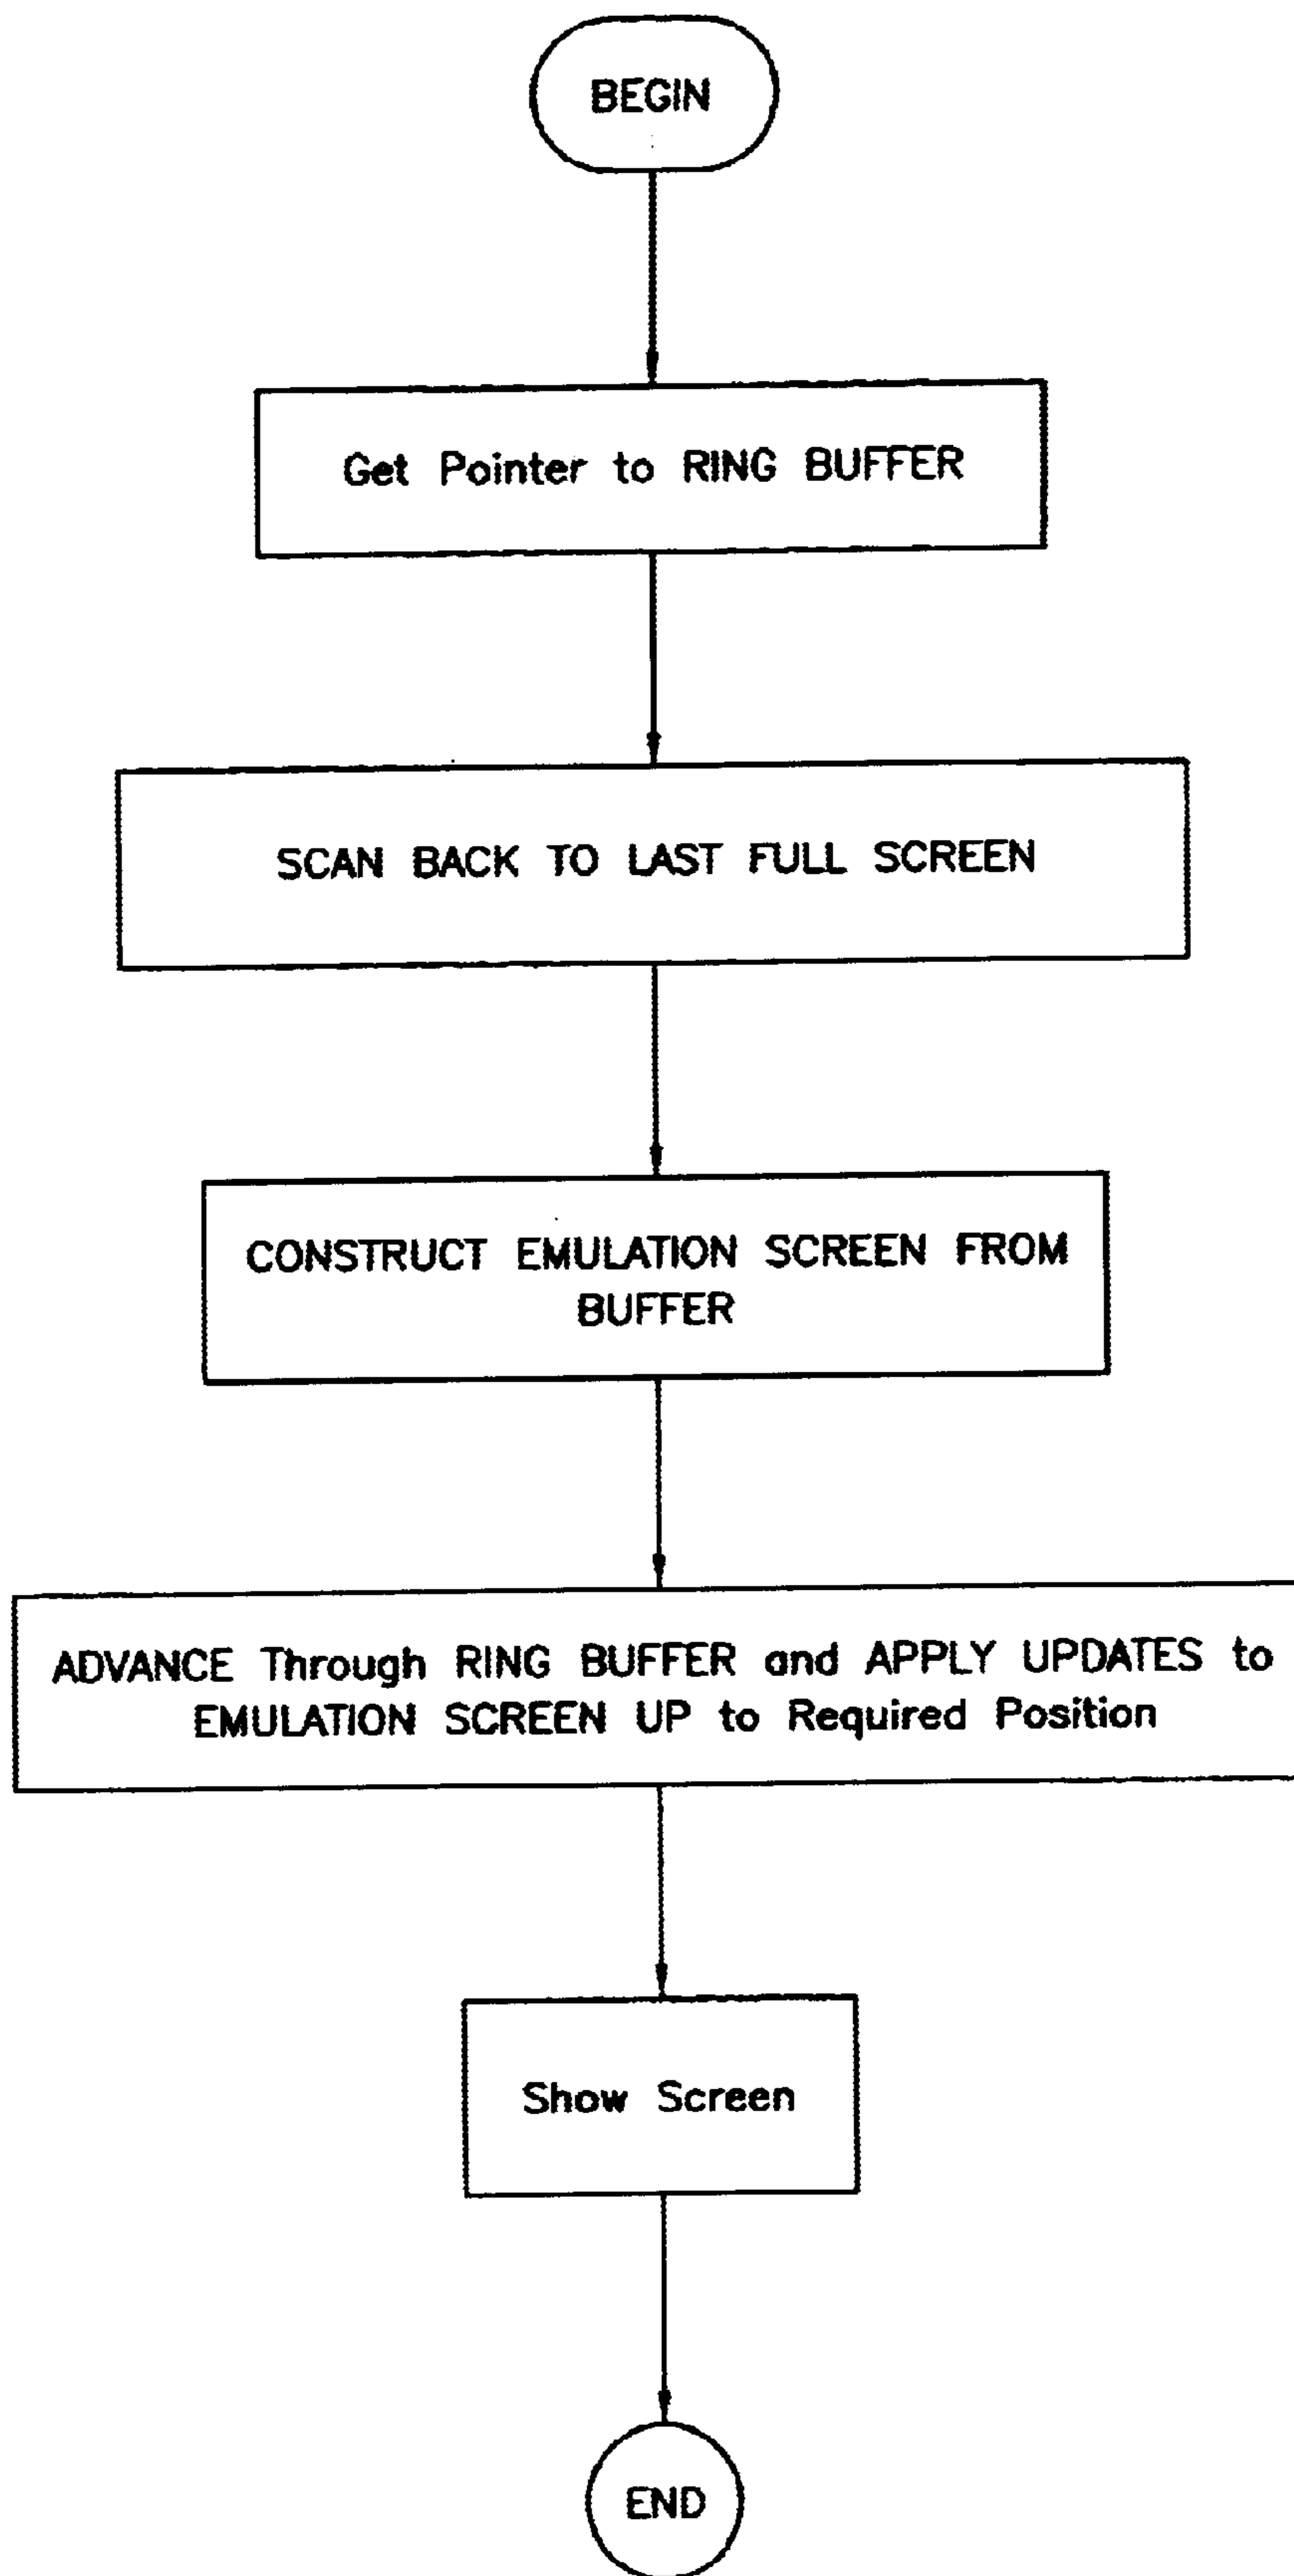 BEGIN
Get Pointer to RING BUFFER
SCAN BACK TO LAST FULL SCREEN
CONSTRUCT EMULATION SCREEN FROM
BUFFER
ADVANCE Through RING BUFFER and APPLY UPDATES to
EMULATION SCREEN UP to Required Position
Show Screen
END